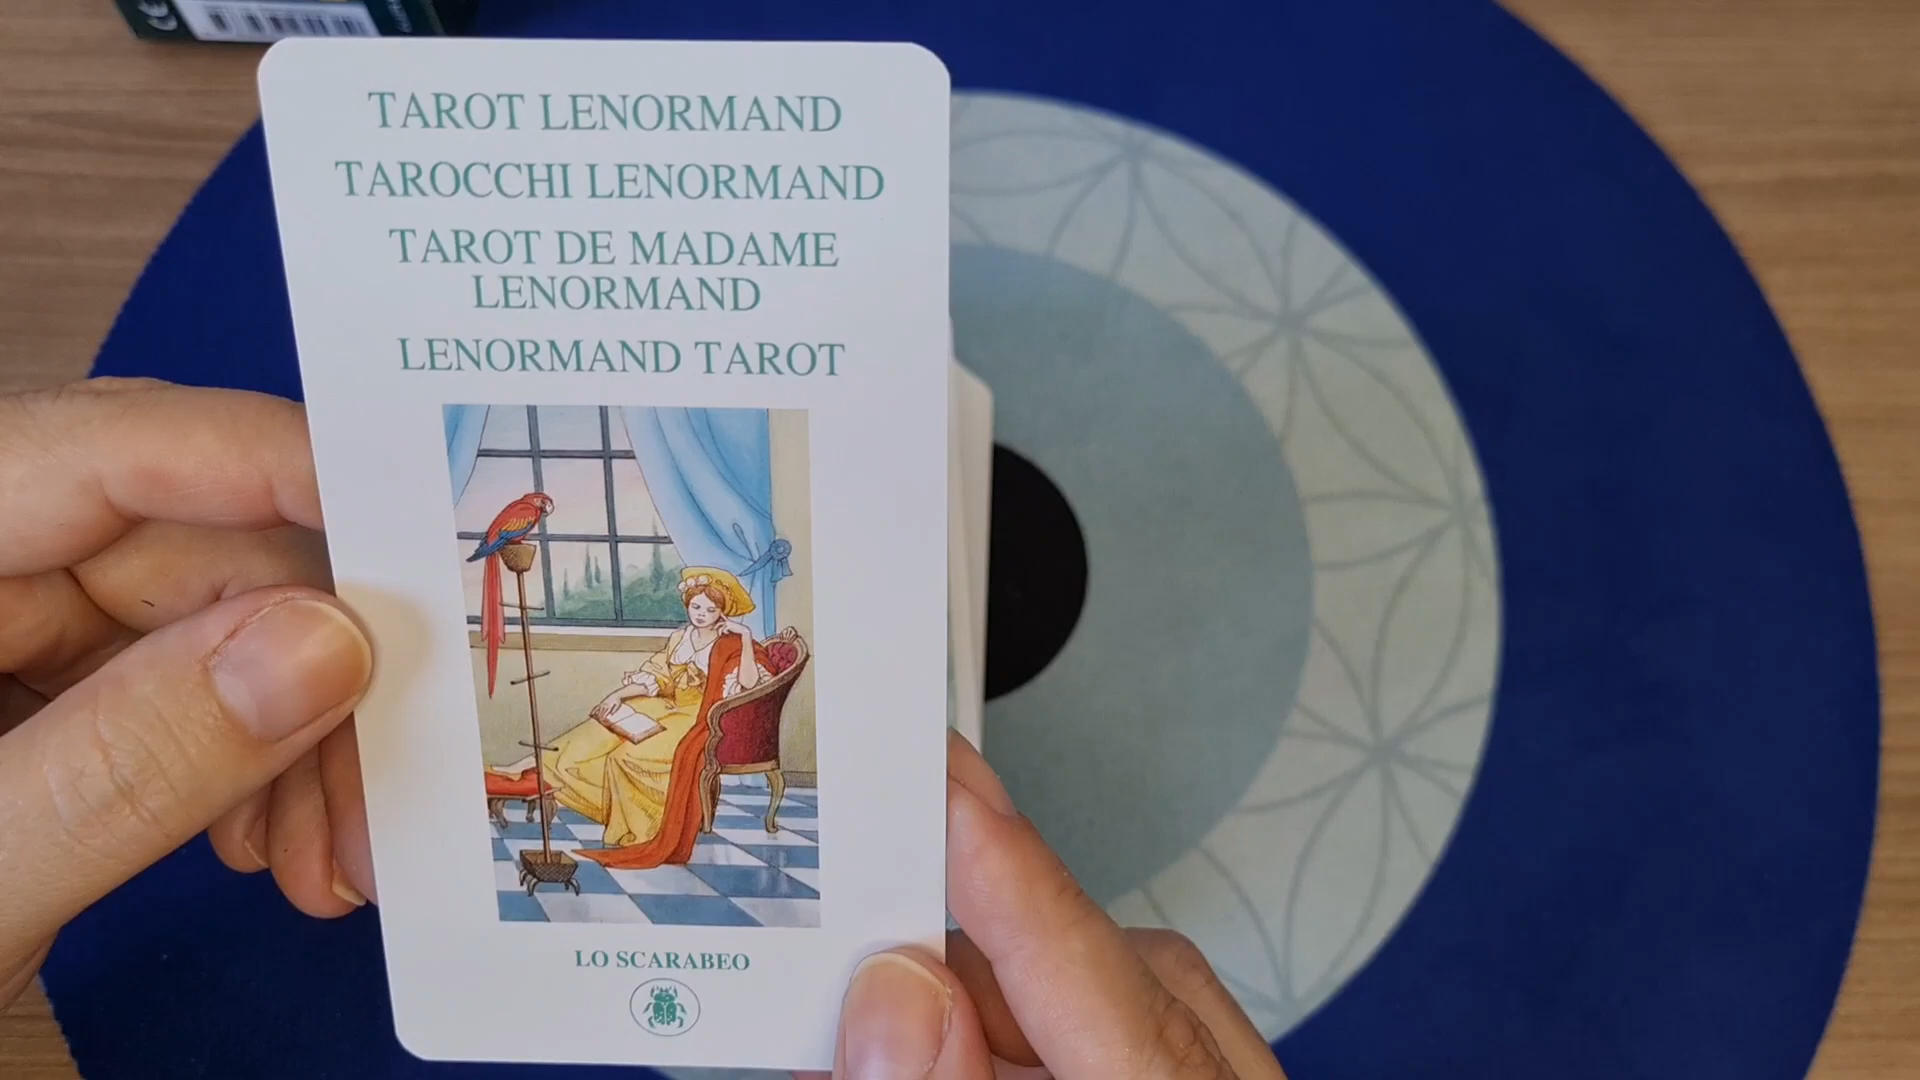 TAROT LENORMAND
TAROCCHI LENORMAND
TAROT DE MADAME
LENORMAND
LENORMAND TAROT
LO SCARABEO